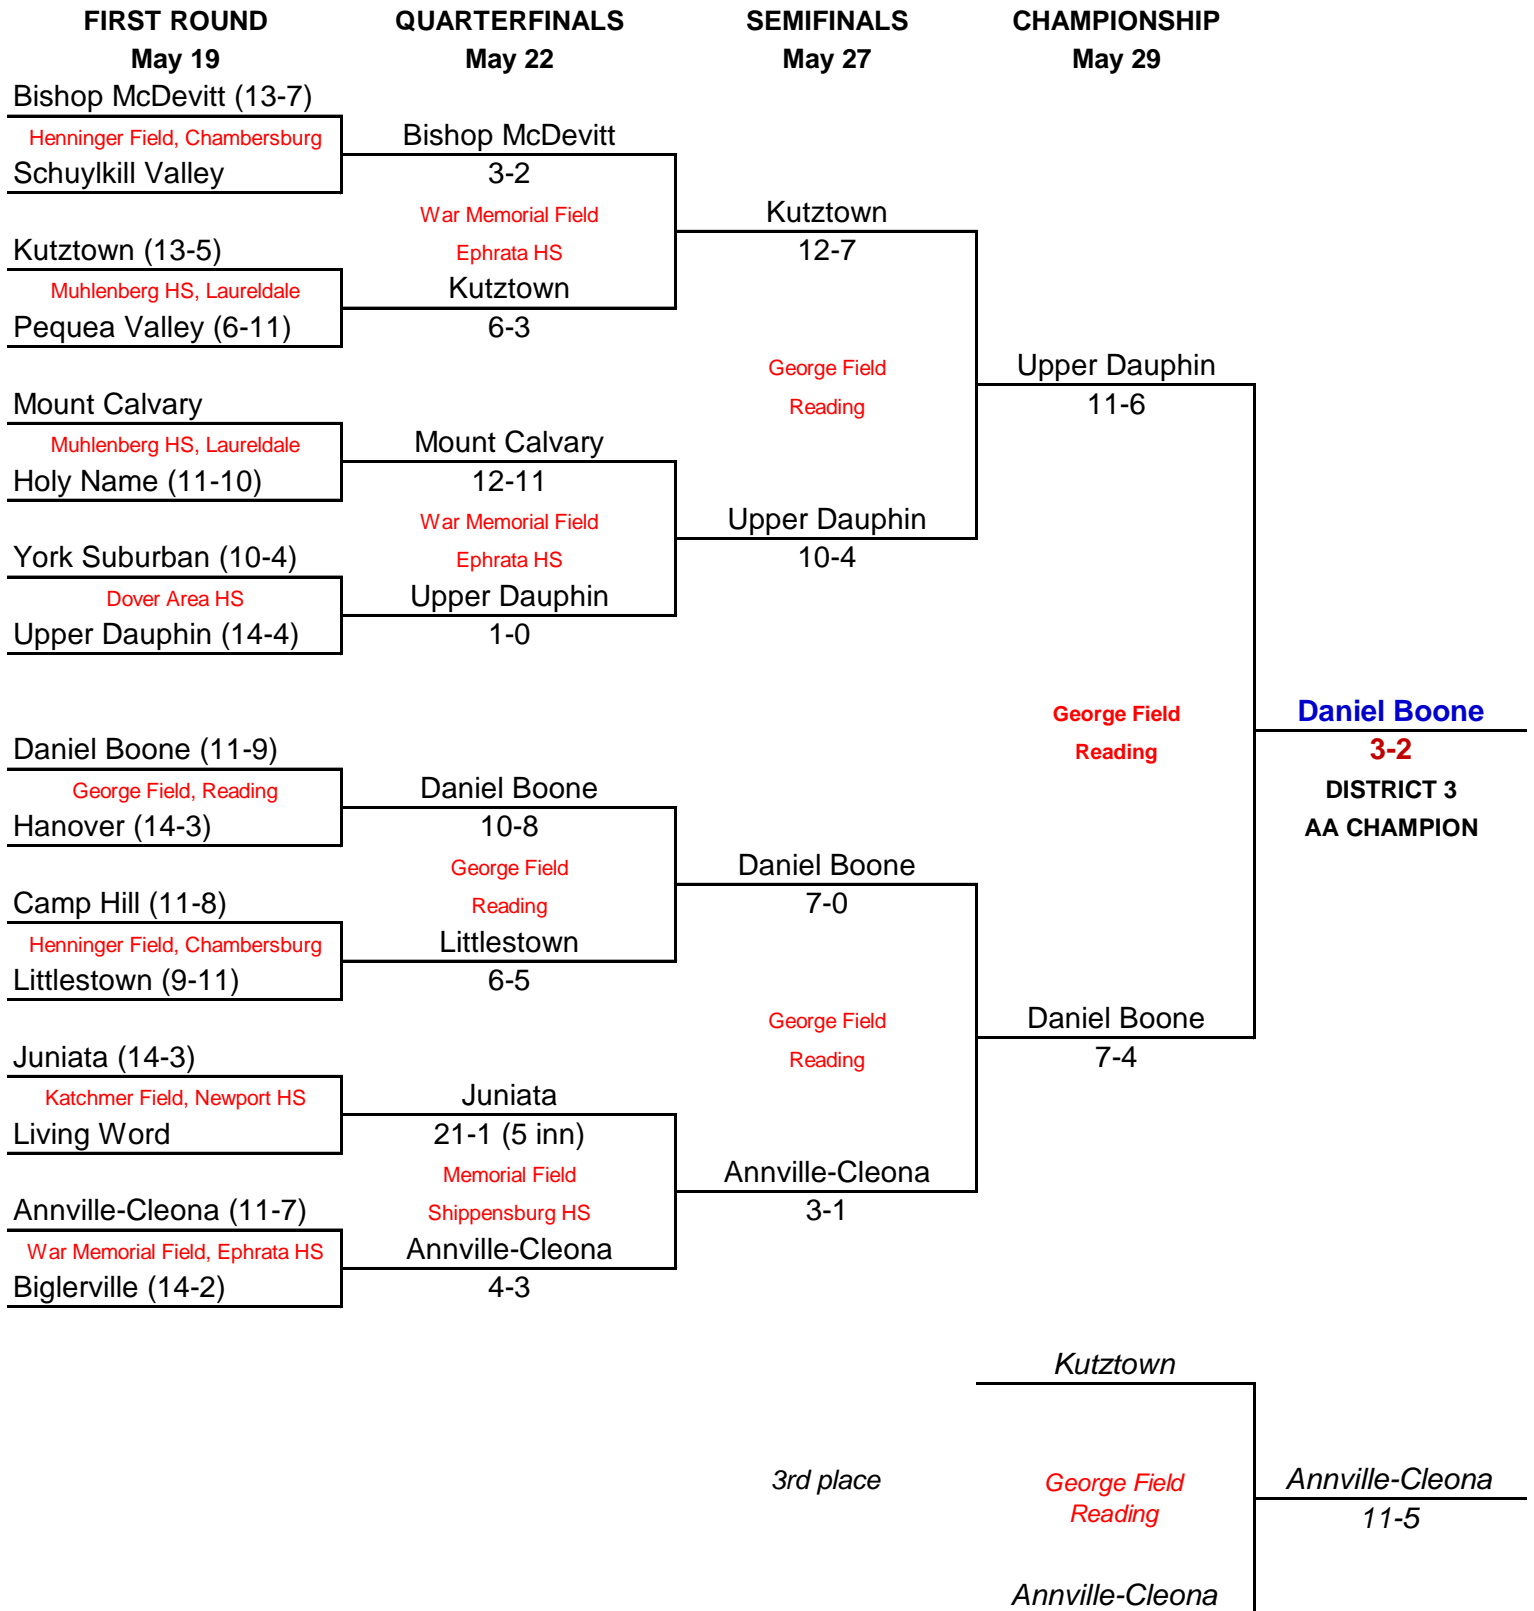 FIRST ROUND
May 19
QUARTERFINALS
May 22
SEMIFINALS
May 27
CHAMPIONSHIP
May 29
Bishop McDevitt (13-7)
Henninger Field, Chambersburg
Schuylkill Valley
Kutztown (13-5)
Muhlenberg HS, Laureldale
Pequea Valley (6-11)
Mount Calvary
Muhlenberg HS, Laureldale
Holy Name (11-10)
York Suburban (10-4)
Dover Area HS
Upper Dauphin (14-4)
Daniel Boone (11-9)
George Field, Reading
Hanover (14-3)
Camp Hill (11-8)
Henninger Field, Chambersburg
Littlestown (9-11)
Juniata (14-3)
Katchmer Field, Newport HS
Living Word
Annville-Cleona (11-7)
War Memorial Field, Ephrata HS
Biglerville (14-2)
Bishop McDevitt
3-2
War Memorial Field
Ephrata HS
Kutztown
6-3
Mount Calvary
12-11
War Memorial Field
Ephrata HS
Upper Dauphin
1-0
Daniel Boone
10-8
George Field
Reading
Littlestown
6-5
Juniata
21-1 (5 inn)
Memorial Field
Shippensburg HS
Annville-Cleona
4-3
Kutztown
12-7
George Field
Reading
Upper Dauphin
10-4
Daniel Boone
7-0
George Field
Reading
Annville-Cleona
3-1
Upper Dauphin
11-6
George Field
Reading
Daniel Boone
7-4
Daniel Boone
3-2
DISTRICT 3
AA CHAMPION
3rd place
Kutztown
George Field
Reading
Annville-Cleona
Annville-Cleona
11-5